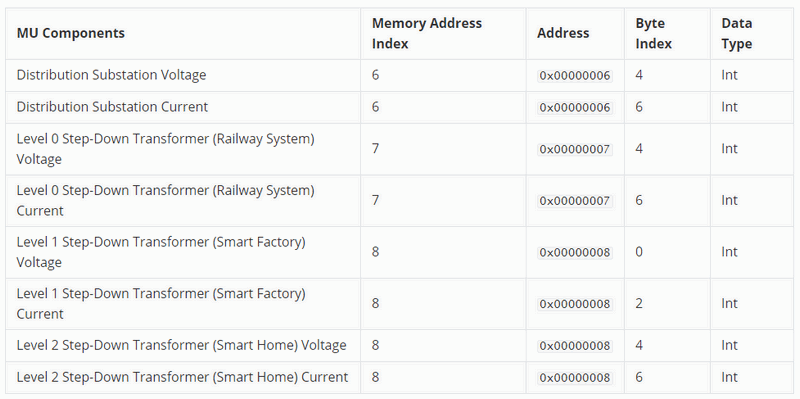 MU Components Memory Address Index Address Byte Index Data Type
Distribution Substation Voltage 6 0x00000006 4 Int
Distribution Substation Current 6 0x00000006 6 Int
Level 0 Step-Down Transformer (Railway System) Voltage 7 0x00000007 4 Int
Level 0 Step-Down Transformer (Railway System) Current 7 0x00000007 6 Int
Level 1 Step-Down Transformer (Smart Factory) Voltage 8 0x00000008 0 Int
Level 1 Step-Down Transformer (Smart Factory) Current 8 0x00000008 2 Int
Level 2 Step-Down Transformer (Smart Home) Voltage 8 0x00000008 4 Int
Level 2 Step-Down Transformer (Smart Home) Current 8 0x00000008 6 Int